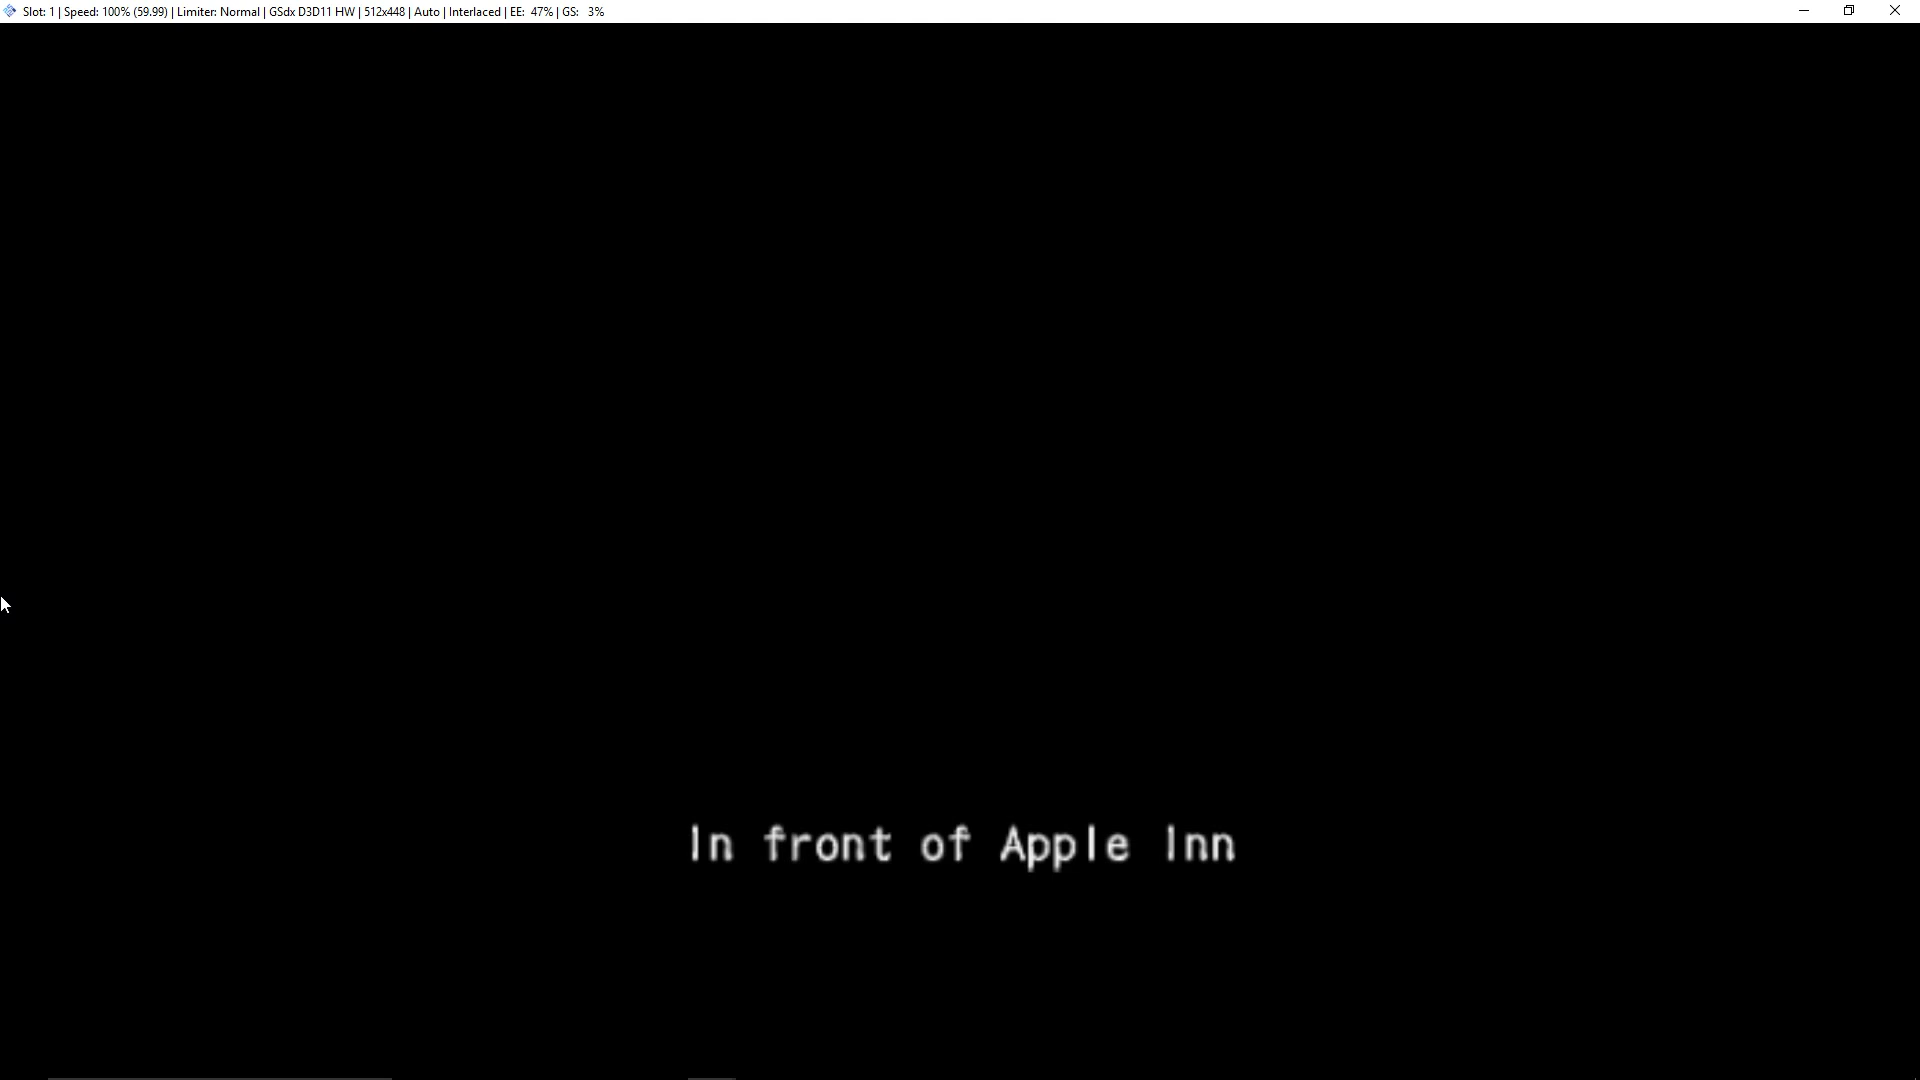 Slot: 1 | Speed: 100% (59.99) | Limiter: Normal | GSdx D3D11 HW | 512x448 | Auto | Interlaced | EE: 47% | GS: 3%
In front of Apple Inn